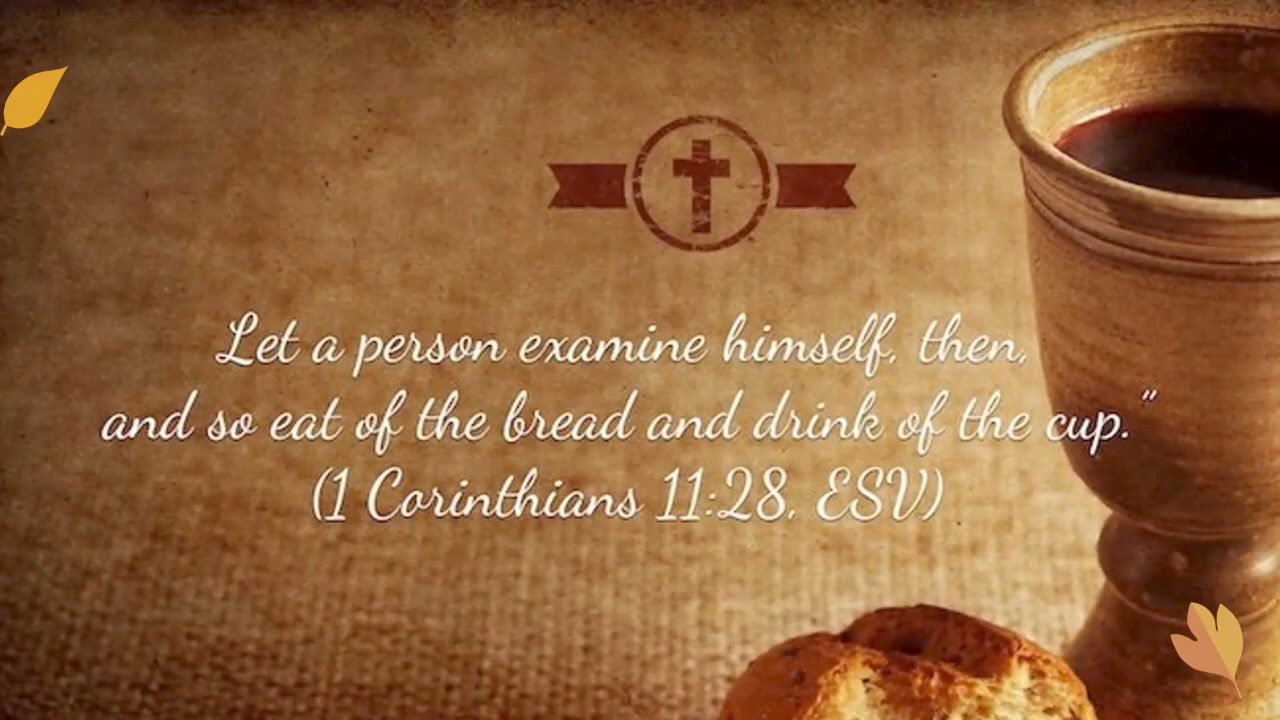 Let a person examine himself, then,
and so eat of the bread and drink of the cup.”
(1 Corinthians 11:28, ESV)